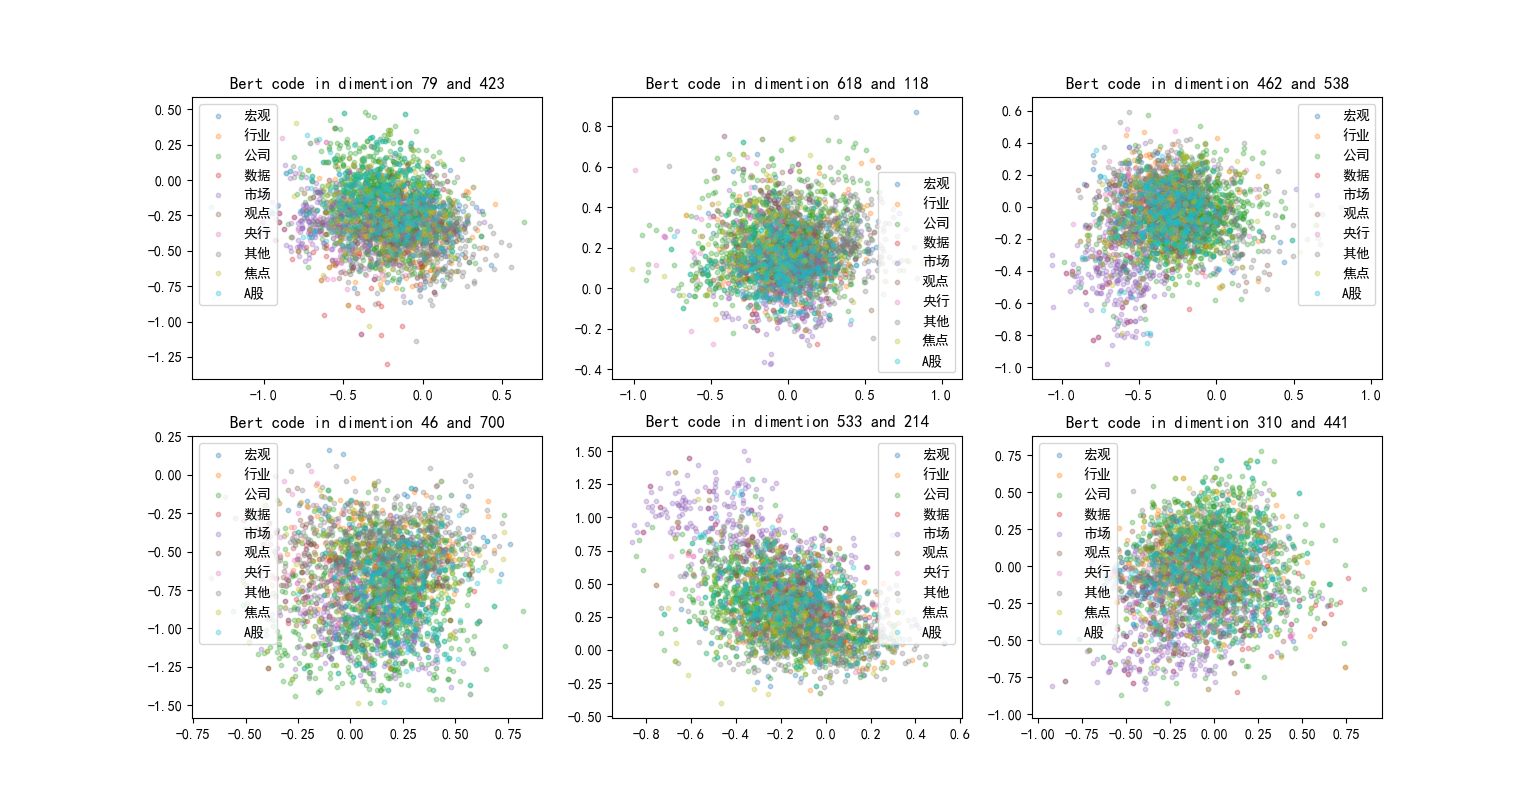 Bert code in dimention 79 and 423
0.50
0.25
0.00
−0.25
−0.50
−0.75
−1.00
−1.25
宏观
行业
公司
数据
市场
观点
央行
其他
焦点
A股
−1.0
−0.5
0.0
0.5
Bert code in dimention 618 and 118
0.8
0.6
0.4
0.2
0.0
−0.2
−0.4
宏观
行业
公司
数据
市场
观点
央行
其他
焦点
A股
−1.0
−0.5
0.0
0.5
1.0
Bert code in dimention 462 and 538
0.6
0.4
0.2
0.0
−0.2
−0.4
−0.6
−0.8
−1.0
宏观
行业
公司
数据
市场
观点
央行
其他
焦点
A股
−1.0
−0.5
0.0
0.5
1.0
Bert code in dimention 46 and 700
0.25
0.00
−0.25
−0.50
−0.75
−1.00
−1.25
−1.50
宏观
行业
公司
数据
市场
观点
央行
其他
焦点
A股
−0.75
−0.50
−0.25
0.00
0.25
0.50
0.75
Bert code in dimention 533 and 214
1.50
1.25
1.00
0.75
0.50
0.25
0.00
−0.25
−0.50
宏观
行业
公司
数据
市场
观点
央行
其他
焦点
A股
−0.8
−0.6
−0.4
−0.2
0.0
0.2
0.4
0.6
Bert code in dimention 310 and 441
0.75
0.50
0.25
0.00
−0.25
−0.50
−0.75
−1.00
宏观
行业
公司
数据
市场
观点
央行
其他
焦点
A股
−1.00
−0.75
−0.50
−0.25
0.00
0.25
0.50
0.75